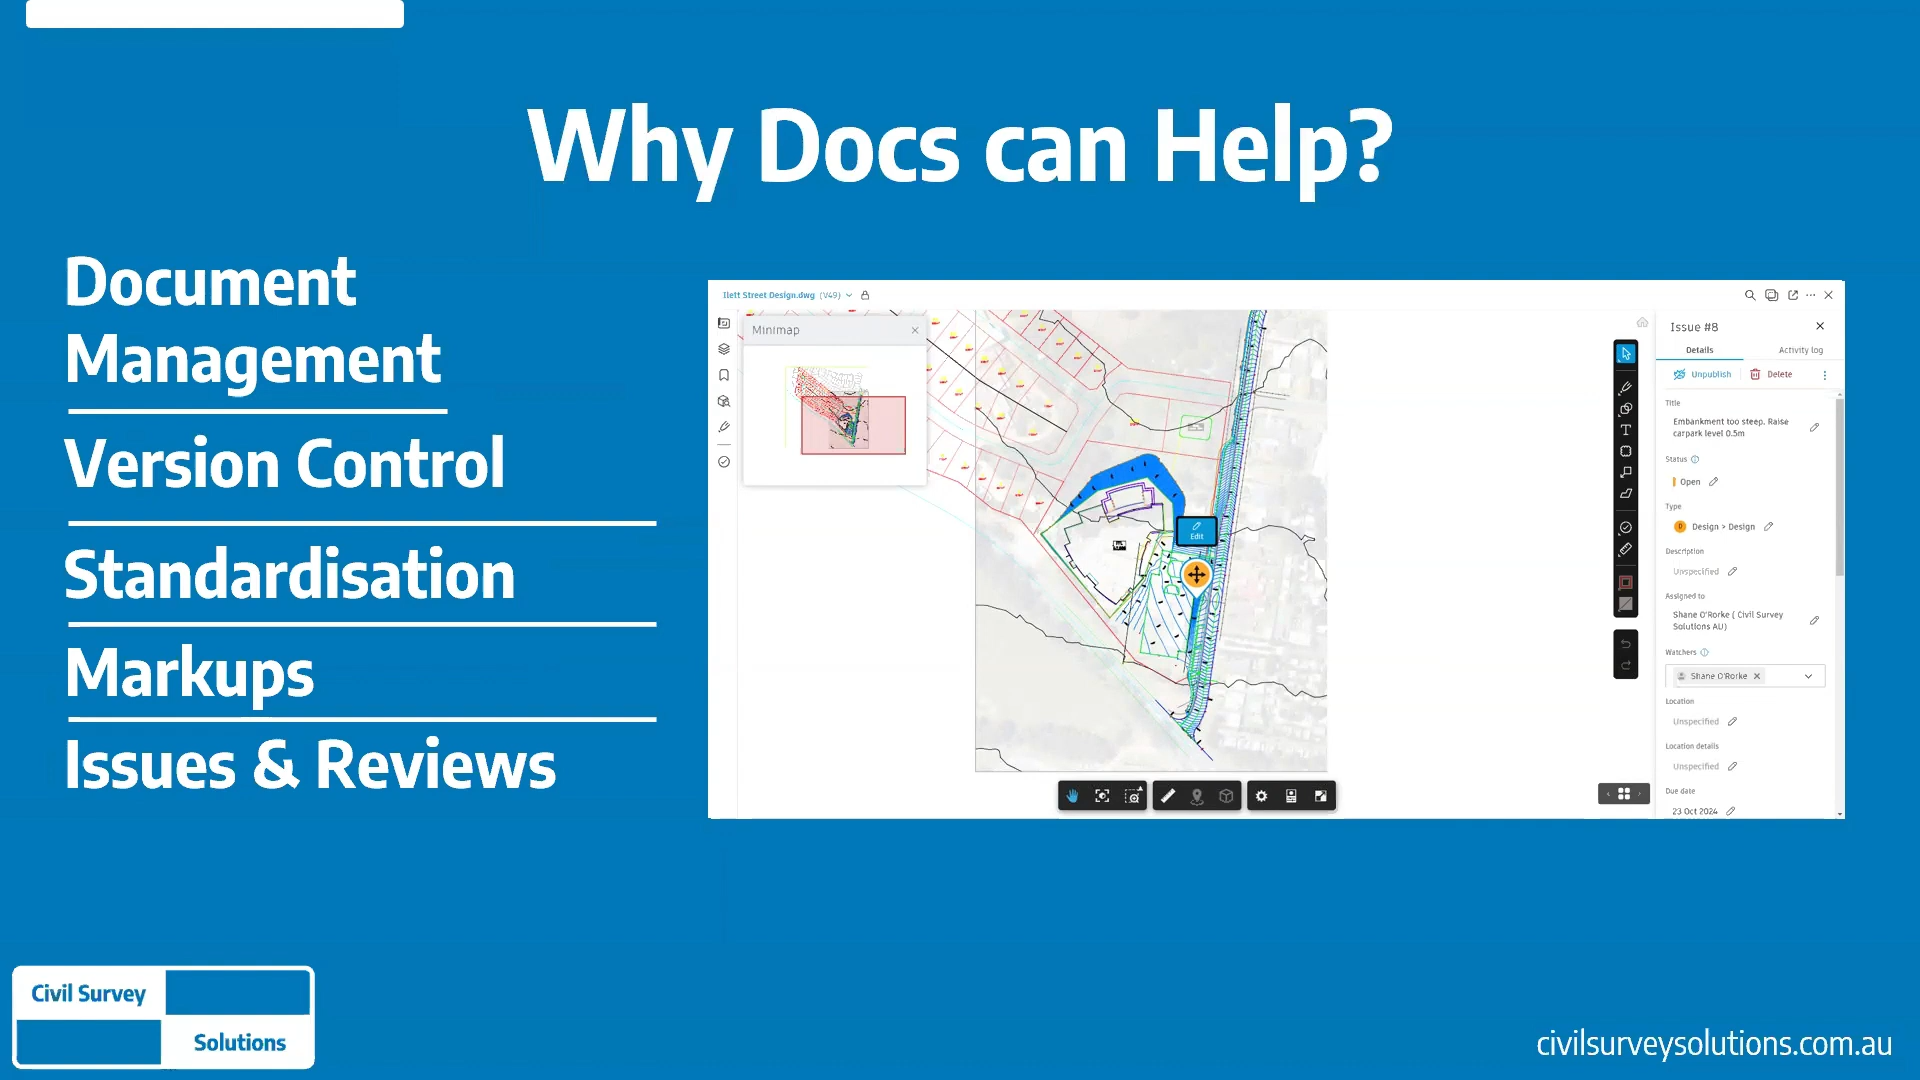 Why Docs can Help?
Document
Management
Version Control
Standardisation
Markups
Issues & Reviews
Ilett Street Design.dwg (V49)
Minimap
Edit
Issue #8
Details
Activity log
Unpublish
Delete
Title
Embankment too steep. Raise
carpark level 0.5m
Status
Open
Type
Design > Design
Description
Unspecified
Assigned to
Shane O'Rorke ( Civil Survey
Solutions AU)
Watchers
Shane O'Rorke
Location
Unspecified
Location details
Unspecified
Due date
23 Oct 2024
Civil Survey
Solutions
civilsurveysolutions.com.au